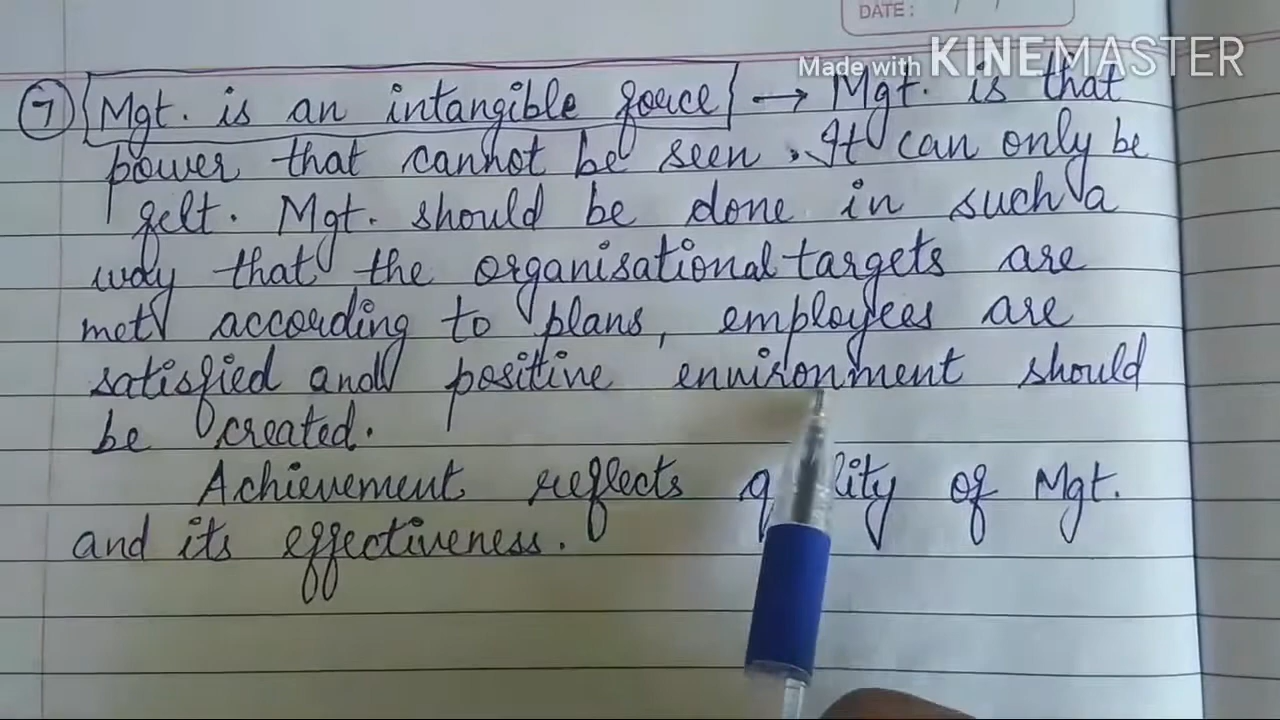 DATE:
Made with KINEMASTER
7 Mgt. is an intangible force → Mgt. is that
power that cannot be seen. It can only be
felt. Mgt. should be done in such a
way that the organisational targets are
met according to plans, employees are
satisfied and positive environment should
be created.
Achievement reflects of Mgt.
and its effectiveness.